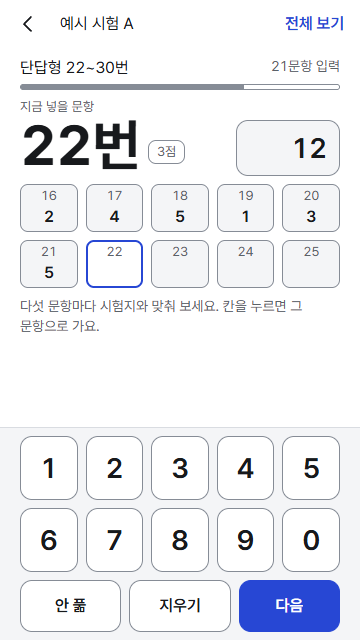 예시 시험 A 전체 보기
단답형 22~30번 21문항 입력
지금 넣을 문항
22번 3점 12
16 17 18 19 20
2 4 5 1 3
21 22 23 24 25
5
다섯 문항마다 시험지와 맞춰 보세요. 칸을 누르면 그
문항으로 가요.
1 2 3 4 5
6 7 8 9 0
안 풂 지우기 다음